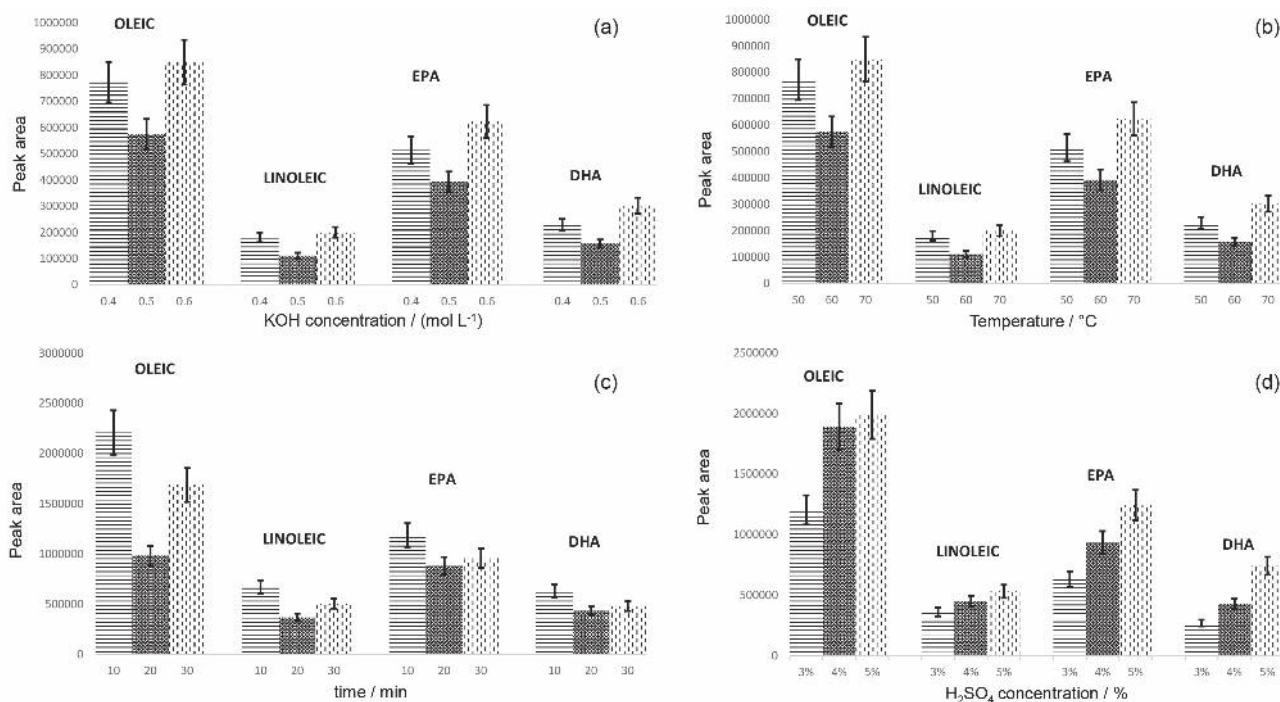 (a)
OLEIC
LINOLEIC
EPA
DHA
Peak area
1000000
900000
800000
700000
600000
500000
400000
300000
200000
100000
0
0.4 0.5 0.6 0.4 0.5 0.6 0.4 0.5 0.6 0.4 0.5 0.6
KOH concentration / (mol L⁻¹)
(b)
OLEIC
LINOLEIC
EPA
DHA
Peak area
1000000
900000
800000
700000
600000
500000
400000
300000
200000
100000
0
50 60 70 50 60 70 50 60 70 50 60 70
Temperature / °C
(c)
OLEIC
LINOLEIC
EPA
DHA
Peak area
3000000
2500000
2000000
1500000
1000000
500000
0
10 20 30 10 20 30 10 20 30 10 20 30
time / min
(d)
OLEIC
LINOLEIC
EPA
DHA
Peak area
2500000
2000000
1500000
1000000
500000
0
3% 4% 5% 3% 4% 5% 3% 4% 5% 3% 4% 5%
H₂SO₄ concentration / %